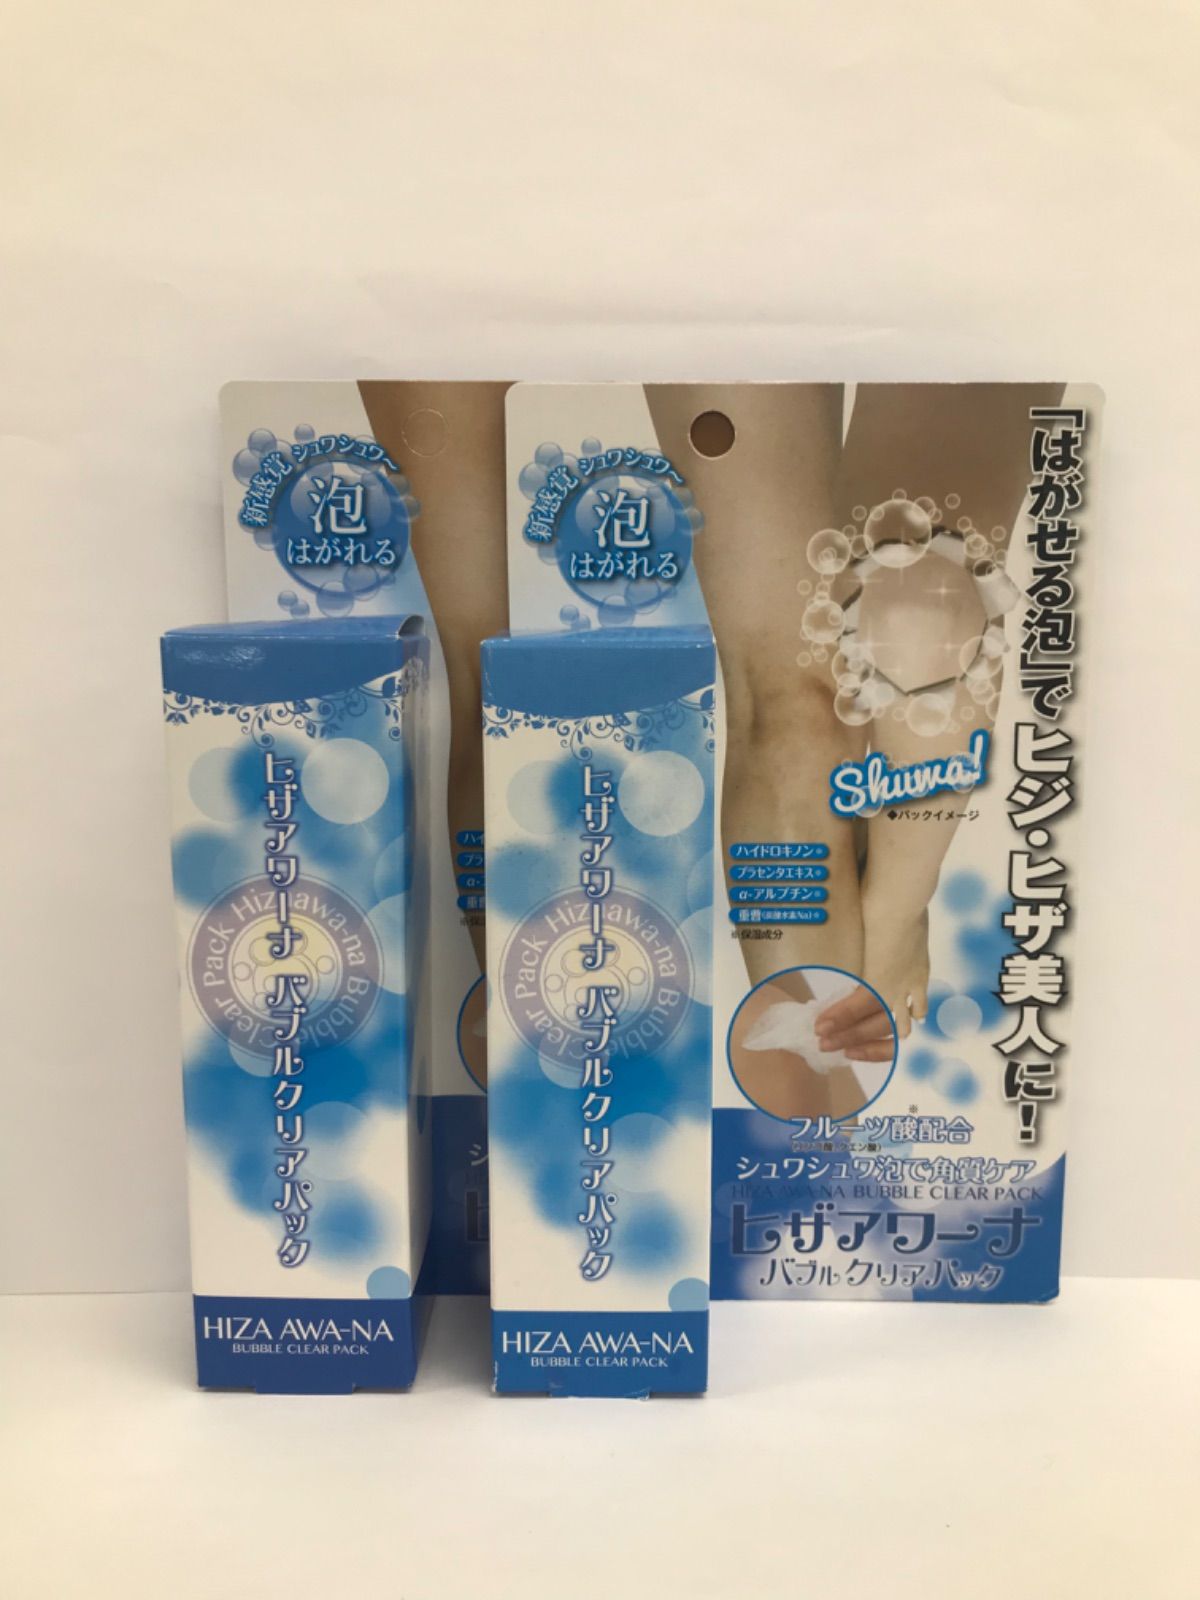 新感覚 シュワシュワ〜
泡
はがれる
新感覚 シュワシュワ〜
泡
はがれる
「はがせる泡」で ヒジ・ヒザ美人に!
Shuwa!
◆パックイメージ
ハイドロキノン※
プラセンタエキス※
α-アルブチン※
重曹(炭酸水素Na)※
※保湿成分
※
フルーツ酸配合
シュワシュワ泡で角質ケア
HIZA AWA-NA BUBBLE CLEAR PACK
ヒザアワーナ
バブルクリアパック
ヒザアワーナ バブルクリアパック
Hiza awa-na Bubble Clear Pack
HIZA AWA-NA
BUBBLE CLEAR PACK
ヒザアワーナ バブルクリアパック
Hiza awa-na Bubble Clear Pack
HIZA AWA-NA
BUBBLE CLEAR PACK